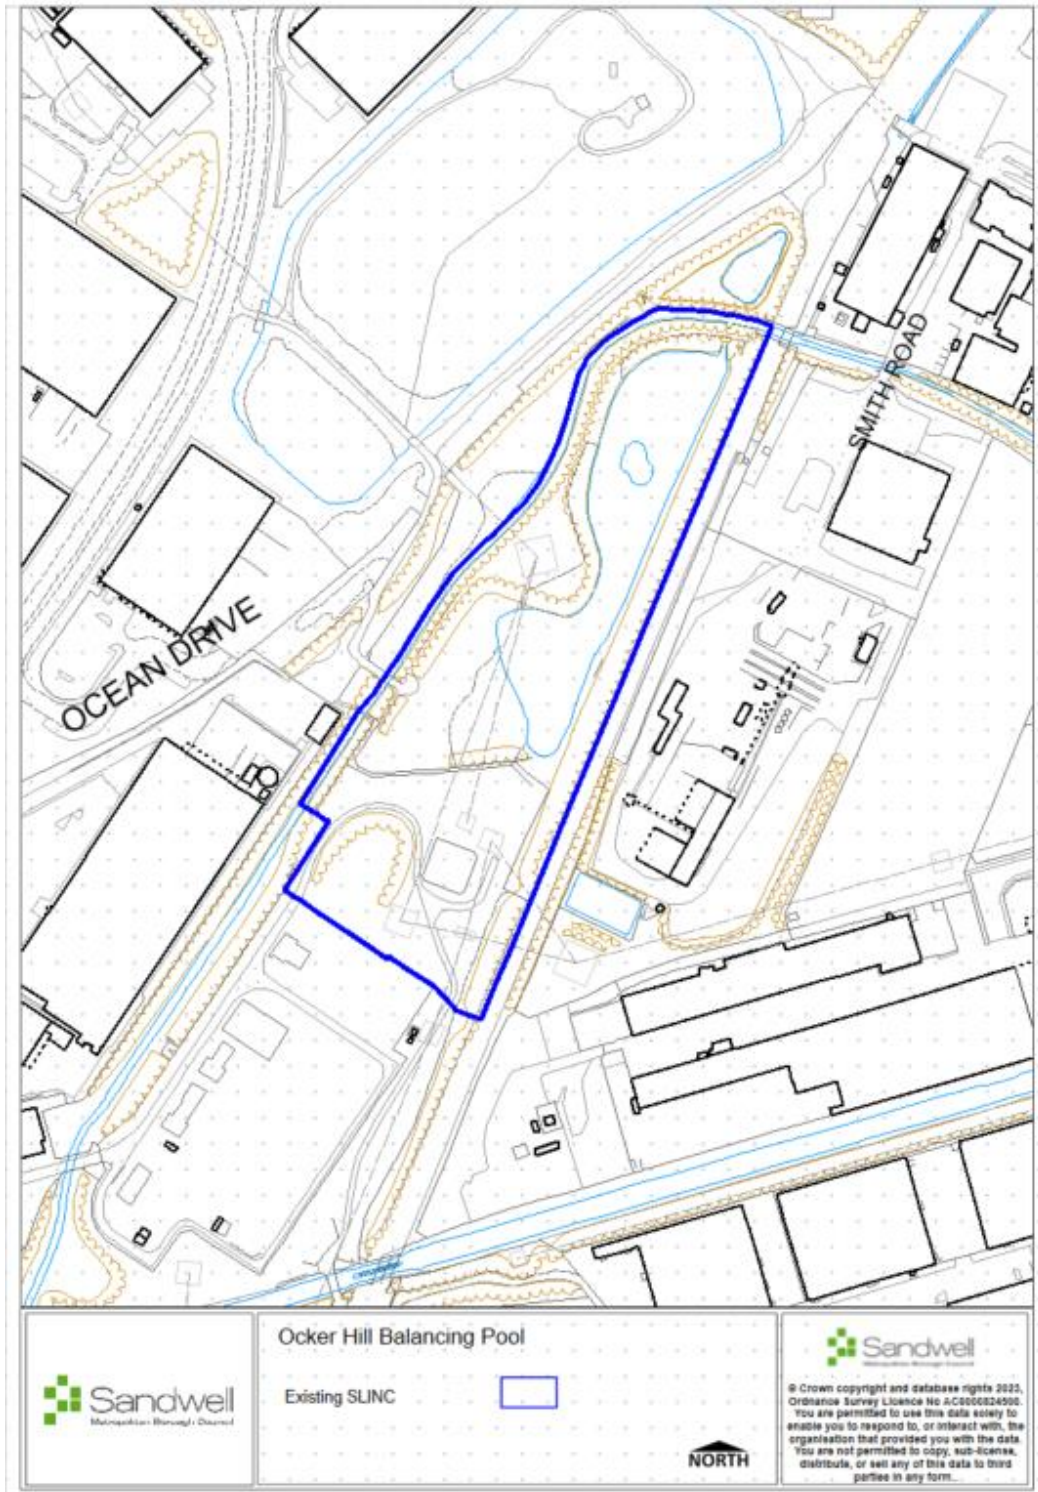 SMITH ROAD
OCEAN DRIVE
Sandwell
Metropolitan Borough Council
Ocker Hill Balancing Pool
Existing SLINC
NORTH
Sandwell
Metropolitan Borough Council
© Crown copyright and database rights 2023,
Ordnance Survey Licence No AC0000824500.
You are permitted to use this data solely to
enable you to respond to, or interact with, the
organisation that provided you with the data.
You are not permitted to copy, sub-license,
distribute, or sell any of this data to third
parties in any form...